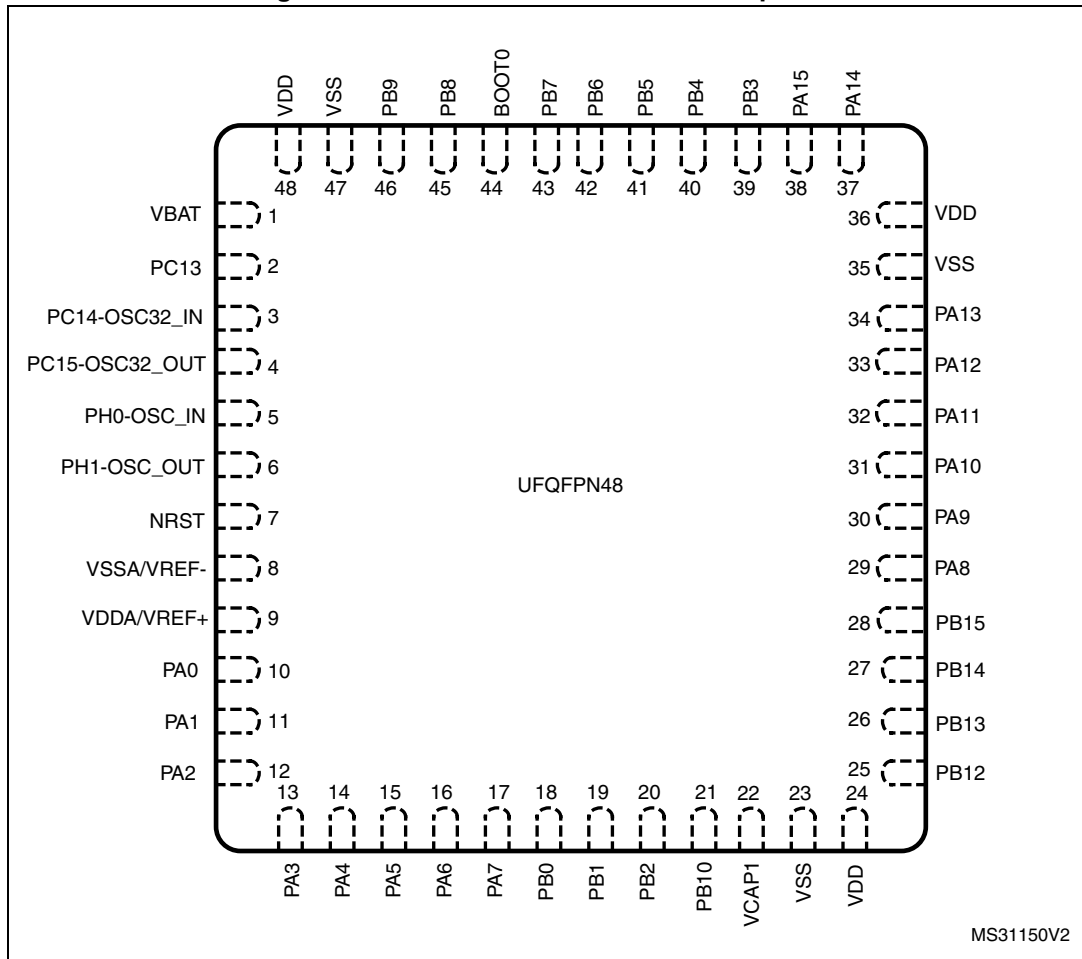 VDD
VSS
PB9
PB8
BOOT0
PB7
PB6
PB5
PB4
PB3
PA15
PA14
48 47 46 45 44 43 42 41 40 39 38 37
VBAT 1 36 VDD
PC13 2 35 VSS
PC14-OSC32_IN 3 34 PA13
PC15-OSC32_OUT 4 33 PA12
PH0-OSC_IN 5 32 PA11
PH1-OSC_OUT 6 31 PA10
UFQFPN48
NRST 7 30 PA9
VSSA/VREF- 8 29 PA8
VDDA/VREF+ 9 28 PB15
PA0 10 27 PB14
PA1 11 26 PB13
PA2 12 25 PB12
13 14 15 16 17 18 19 20 21 22 23 24
PA3
PA4
PA5
PA6
PA7
PB0
PB1
PB2
PB10
VCAP1
VSS
VDD
MS31150V2